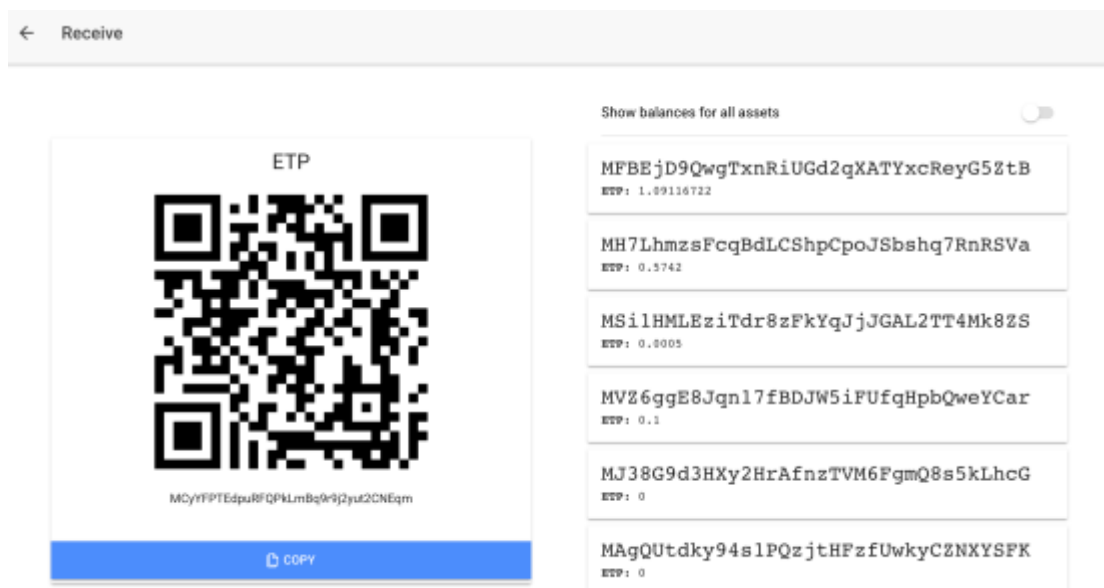 Receive
ETP
MCyYFPTEdpuRFQPkLmBq9r9j2yut2CNEqm
COPY
Show balances for all assets
MFBEjD9QwgTxnRiUGd2qXATYxcReyG5ZtB
ETP: 1.09116722
MH7LhmzsFcqBdLCShpCpoJSbshq7RnRSVa
ETP: 0.5742
MSilHMLEziTdr8zFkYqJjJGAL2TT4Mk8ZS
ETP: 0.0005
MVZ6ggE8Jqnl7fBDJW5iFUfqHpbQweYCar
ETP: 0.1
MJ38G9d3HXy2HrAfnzTVM6FgmQ8s5kLhcG
ETP: 0
MAgQUtdky94slPQzjtHFzfUwkyCZNXYSFK
ETP: 0